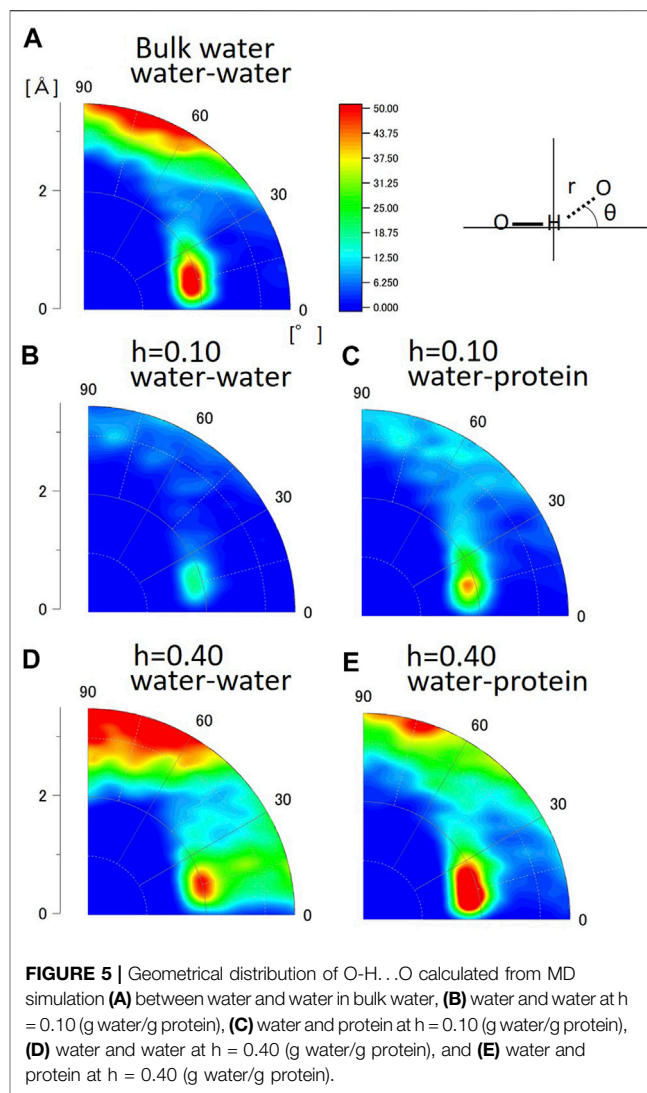 A
Bulk water
water-water
[Å]
90
60
30
0
2
0
[°]
50.00
43.75
37.50
31.25
25.00
18.75
12.50
6.250
0.000
O
H
r
O
θ
B
h=0.10
water-water
90
60
30
0
2
0
C
h=0.10
water-protein
90
60
30
0
D
h=0.40
water-water
90
60
30
0
2
0
E
h=0.40
water-protein
90
60
30
0
FIGURE 5 | Geometrical distribution of O-H. . .O calculated from MD
simulation (A) between water and water in bulk water, (B) water and water at h
= 0.10 (g water/g protein), (C) water and protein at h = 0.10 (g water/g protein),
(D) water and water at h = 0.40 (g water/g protein), and (E) water and
protein at h = 0.40 (g water/g protein).